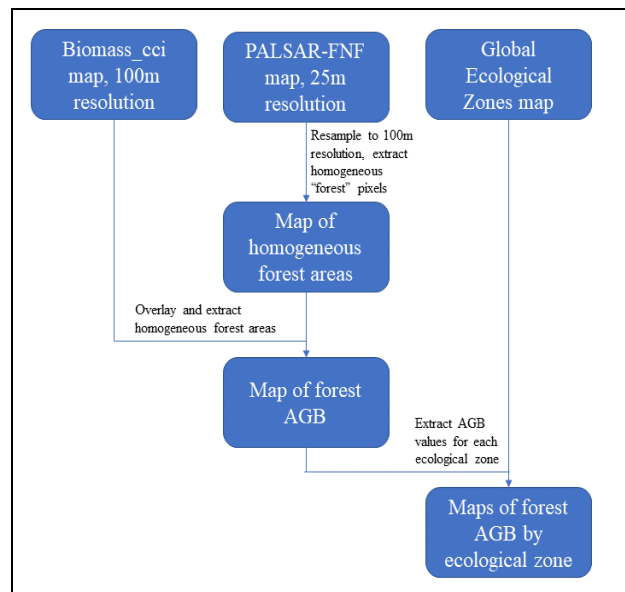 Biomass_cci
map, 100m
resolution
PALSAR-FNF
map, 25m
resolution
Global
Ecological
Zones map
Resample to 100m
resolution, extract
homogeneous
“forest” pixels
Map of
homogeneous
forest areas
Overlay and extract
homogeneous forest areas
Map of forest
AGB
Extract AGB
values for each
ecological zone
Maps of forest
AGB by
ecological zone